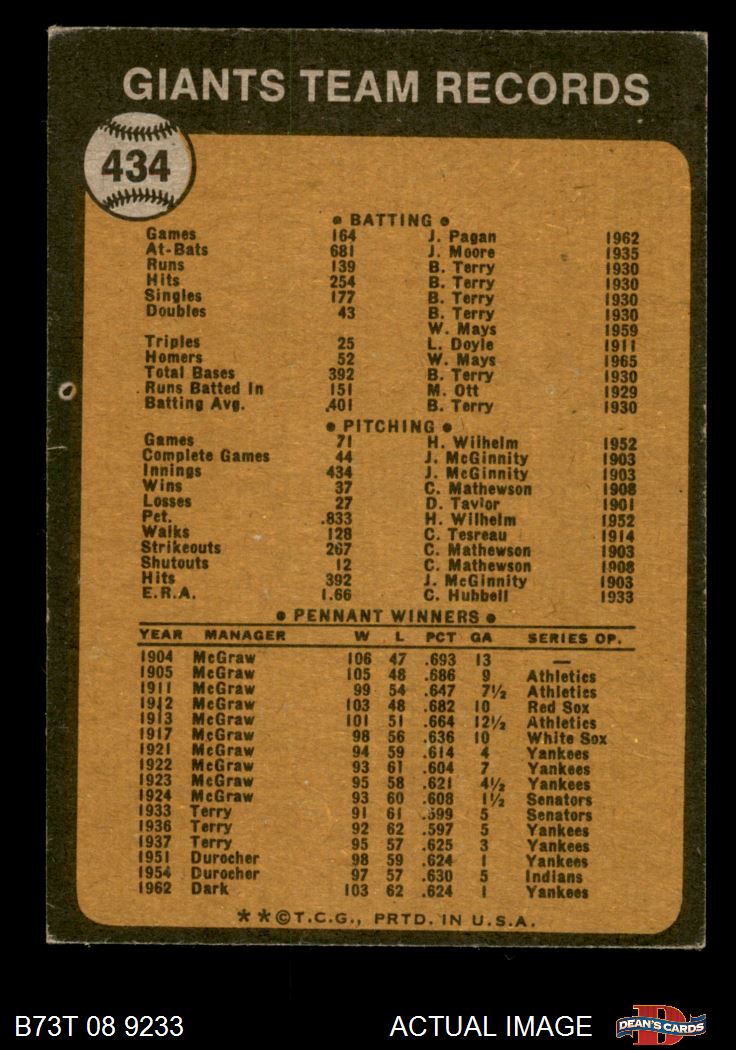 GIANTS TEAM RECORDS
434
• BATTING •
Games 164 J. Pagan 1962
At-Bats 681 J. Moore 1935
Runs 139 B. Terry 1930
Hits 254 B. Terry 1930
Singles 177 B. Terry 1930
Doubles 43 B. Terry 1930
W. Mays 1959
Triples 25 L. Doyle 1911
Homers 52 W. Mays 1965
Total Bases 392 B. Terry 1930
Runs Batted In 151 M. Ott 1929
Batting Avg. .401 B. Terry 1930
• PITCHING •
Games 71 H. Wilhelm 1952
Complete Games 44 J. McGinnity 1903
Innings 434 J. McGinnity 1903
Wins 37 C. Mathewson 1908
Losses 27 D. Taylor 1901
Pct. .833 H. Wilhelm 1952
Walks 128 C. Tesreau 1914
Strikeouts 267 C. Mathewson 1903
Shutouts 12 C. Mathewson 1908
Hits 392 J. McGinnity 1903
E.R.A. 1.66 C. Hubbell 1933
• PENNANT WINNERS •
YEAR MANAGER W L PCT GA SERIES OP.
1904 McGraw 106 47 .693 13 —
1905 McGraw 105 48 .686 9 Athletics
1911 McGraw 99 54 .647 7½ Athletics
1912 McGraw 103 48 .682 10 Red Sox
1913 McGraw 101 51 .664 12½ Athletics
1917 McGraw 98 56 .636 10 White Sox
1921 McGraw 94 59 .614 4 Yankees
1922 McGraw 93 61 .604 7 Yankees
1923 McGraw 95 58 .621 4½ Yankees
1924 McGraw 93 60 .608 1½ Senators
1933 Terry 91 61 .599 5 Senators
1936 Terry 92 62 .597 5 Yankees
1937 Terry 95 57 .625 3 Yankees
1951 Durocher 98 59 .624 1 Yankees
1954 Durocher 97 57 .630 5 Indians
1962 Dark 103 62 .624 1 Yankees
**©T.C.G., PRTD. IN U.S.A.
B73T 08 9233 ACTUAL IMAGE
D DEAN'S CARDS